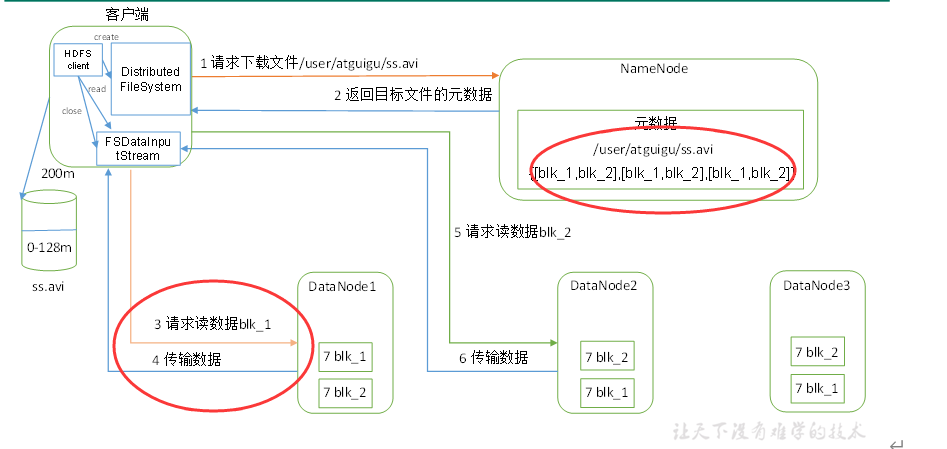 客户端
HDFS
client
create
read
close
Distributed
FileSystem
FSDataInpu
tStream
1 请求下载文件/user/atguigu/ss.avi
2 返回目标文件的元数据
NameNode
元数据
/user/atguigu/ss.avi
{[blk_1,blk_2],[blk_1,blk_2],[blk_1,blk_2]}
200m
0-128m
ss.avi
5 请求读数据blk_2
3 请求读数据blk_1
4 传输数据
6 传输数据
DataNode1
7 blk_1
7 blk_2
DataNode2
7 blk_2
7 blk_1
DataNode3
7 blk_2
7 blk_1
让天下没有难学的技术